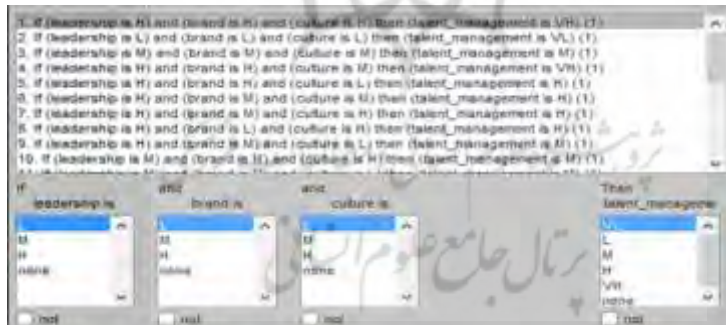 1. If (leadership is H) and (brand is H) and (culture is H) then (talent_management is VH) (1)
2. If (leadership is L) and (brand is L) and (culture is L) then (talent_management is VL) (1)
3. If (leadership is M) and (brand is M) and (culture is M) then (talent_management is M) (1)
4. If (leadership is H) and (brand is H) and (culture is M) then (talent_management is VH) (1)
5. If (leadership is H) and (brand is H) and (culture is L) then (talent_management is H) (1)
6. If (leadership is H) and (brand is M) and (culture is M) then (talent_management is H) (1)
7. If (leadership is H) and (brand is M) and (culture is H) then (talent_management is H) (1)
8. If (leadership is H) and (brand is L) and (culture is H) then (talent_management is H) (1)
9. If (leadership is H) and (brand is M) and (culture is L) then (talent_management is M) (1)
10. If (leadership is M) and (brand is H) and (culture is H) then (talent_management is M) (1)
If and and Then
leadership is brand is culture is talent_manageme
L L L VL
M M M L
H H H M
none none none H
VH
none
not not not not
پرتال جامع علوم انسانی